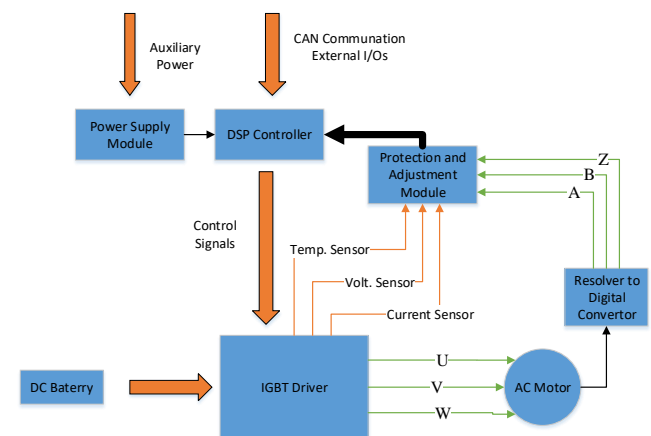 Auxiliary
Power
CAN Communation
External I/Os
Power Supply
Module
DSP Controller
Protection and
Adjustment
Module
Z
B
A
Control
Signals
Temp. Sensor
Volt. Sensor
Current Sensor
Resolver to
Digital
Convertor
DC Baterry
IGBT Driver
U
V
W
AC Motor